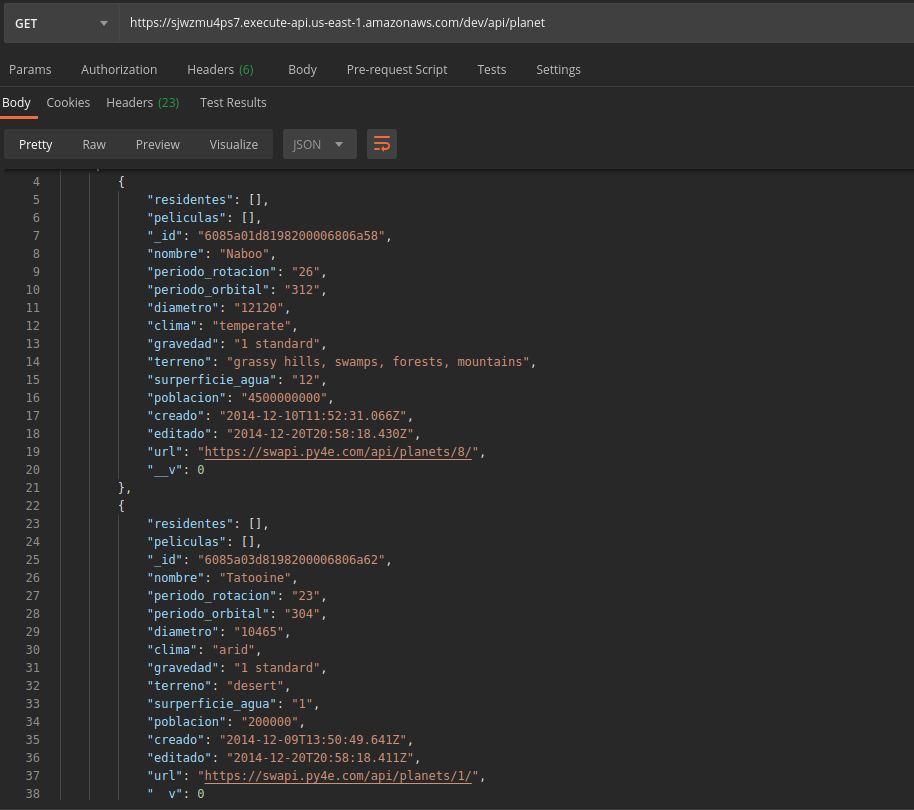 GET https://sjwzmu4ps7.execute-api.us-east-1.amazonaws.com/dev/api/planet
Params Authorization Headers (6) Body Pre-request Script Tests Settings
Body Cookies Headers (23) Test Results
Pretty Raw Preview Visualize JSON
4 {
5 "residentes": [],
6 "peliculas": [],
7 "_id": "6085a01d8198200006806a58",
8 "nombre": "Naboo",
9 "periodo_rotacion": "26",
10 "periodo_orbital": "312",
11 "diametro": "12120",
12 "clima": "temperate",
13 "gravedad": "1 standard",
14 "terreno": "grassy hills, swamps, forests, mountains",
15 "surperficie_agua": "12",
16 "poblacion": "4500000000",
17 "creado": "2014-12-10T11:52:31.066Z",
18 "editado": "2014-12-20T20:58:18.430Z",
19 "url": "https://swapi.py4e.com/api/planets/8/",
20 "__v": 0
21 },
22 {
23 "residentes": [],
24 "peliculas": [],
25 "_id": "6085a03d8198200006806a62",
26 "nombre": "Tatooine",
27 "periodo_rotacion": "23",
28 "periodo_orbital": "304",
29 "diametro": "10465",
30 "clima": "arid",
31 "gravedad": "1 standard",
32 "terreno": "desert",
33 "surperficie_agua": "1",
34 "poblacion": "200000",
35 "creado": "2014-12-09T13:50:49.641Z",
36 "editado": "2014-12-20T20:58:18.411Z",
37 "url": "https://swapi.py4e.com/api/planets/1/",
38 "__v": 0